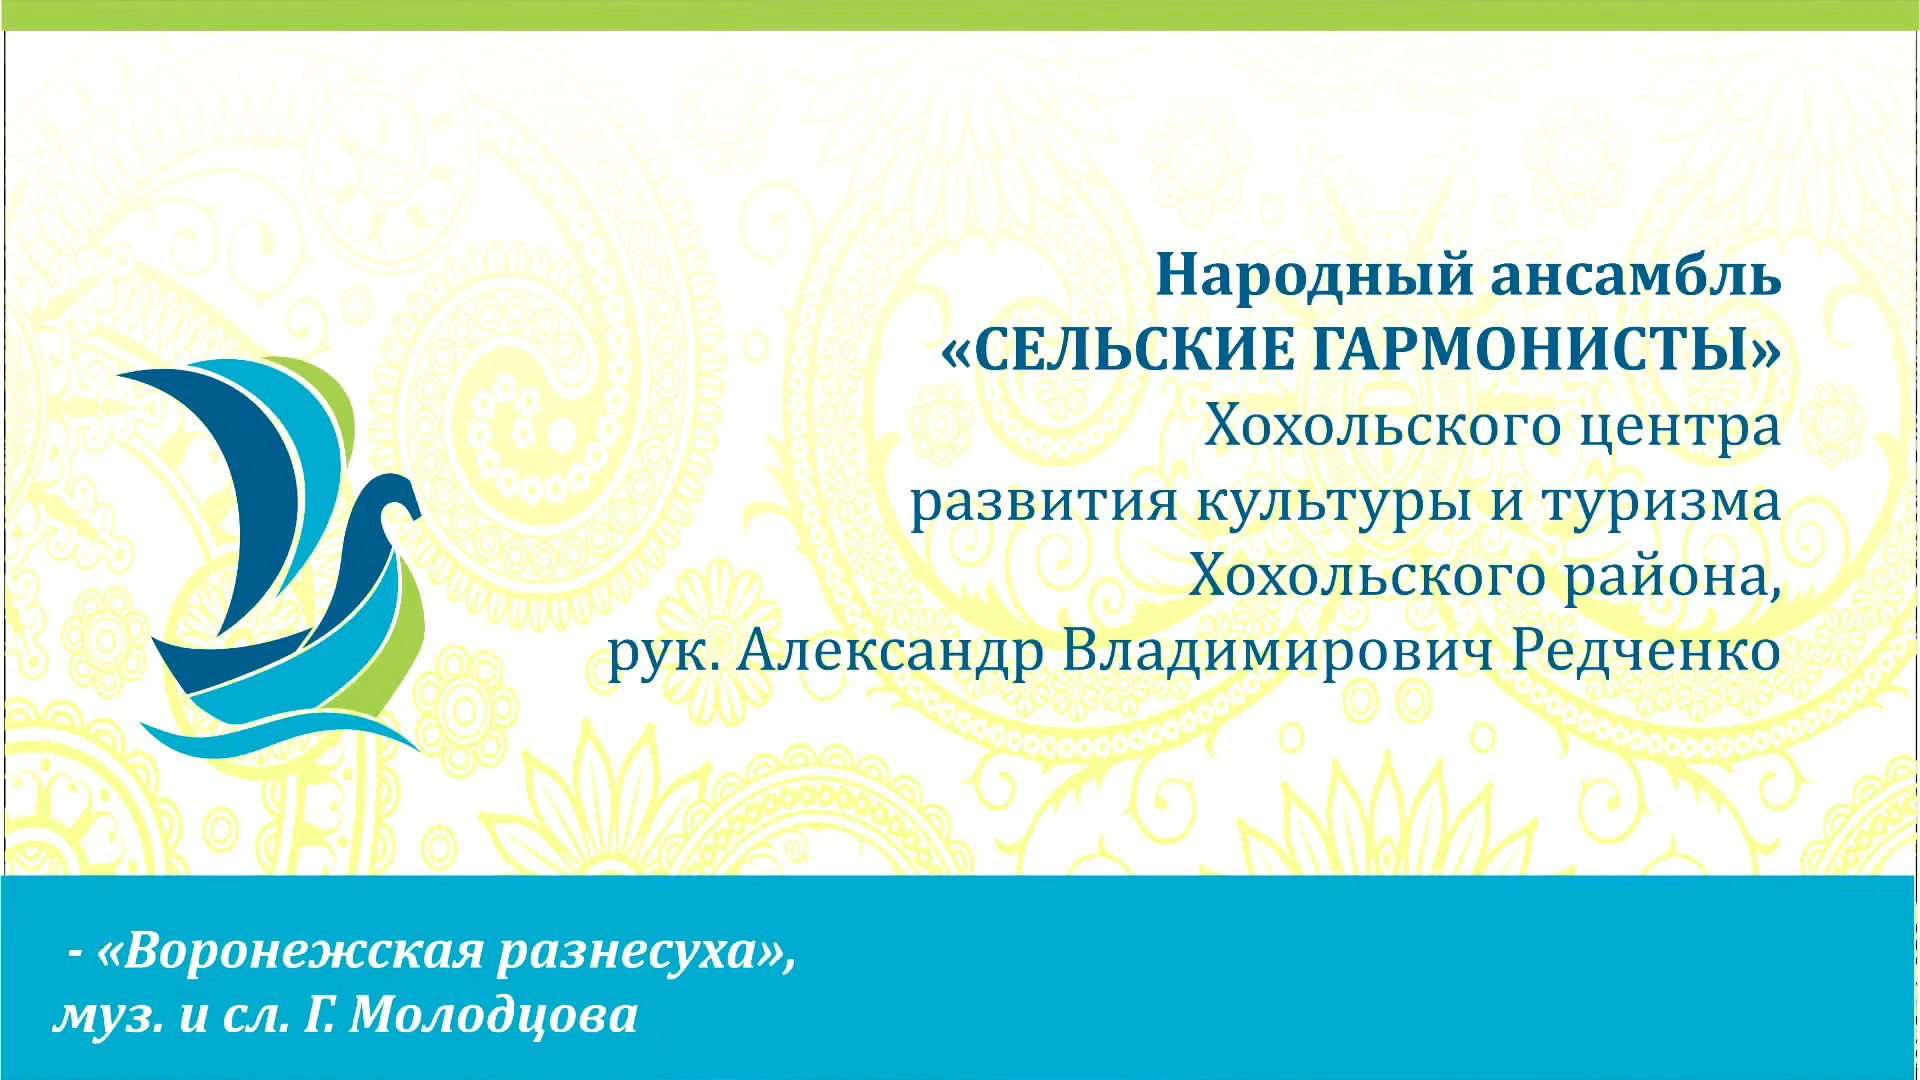 Народный ансамбль
«СЕЛЬСКИЕ ГАРМОНИСТЫ»
Хохольского центра
развития культуры и туризма
Хохольского района,
рук. Александр Владимирович Редченко
- «Воронежская разнесуха»,
муз. и сл. Г. Молодцова